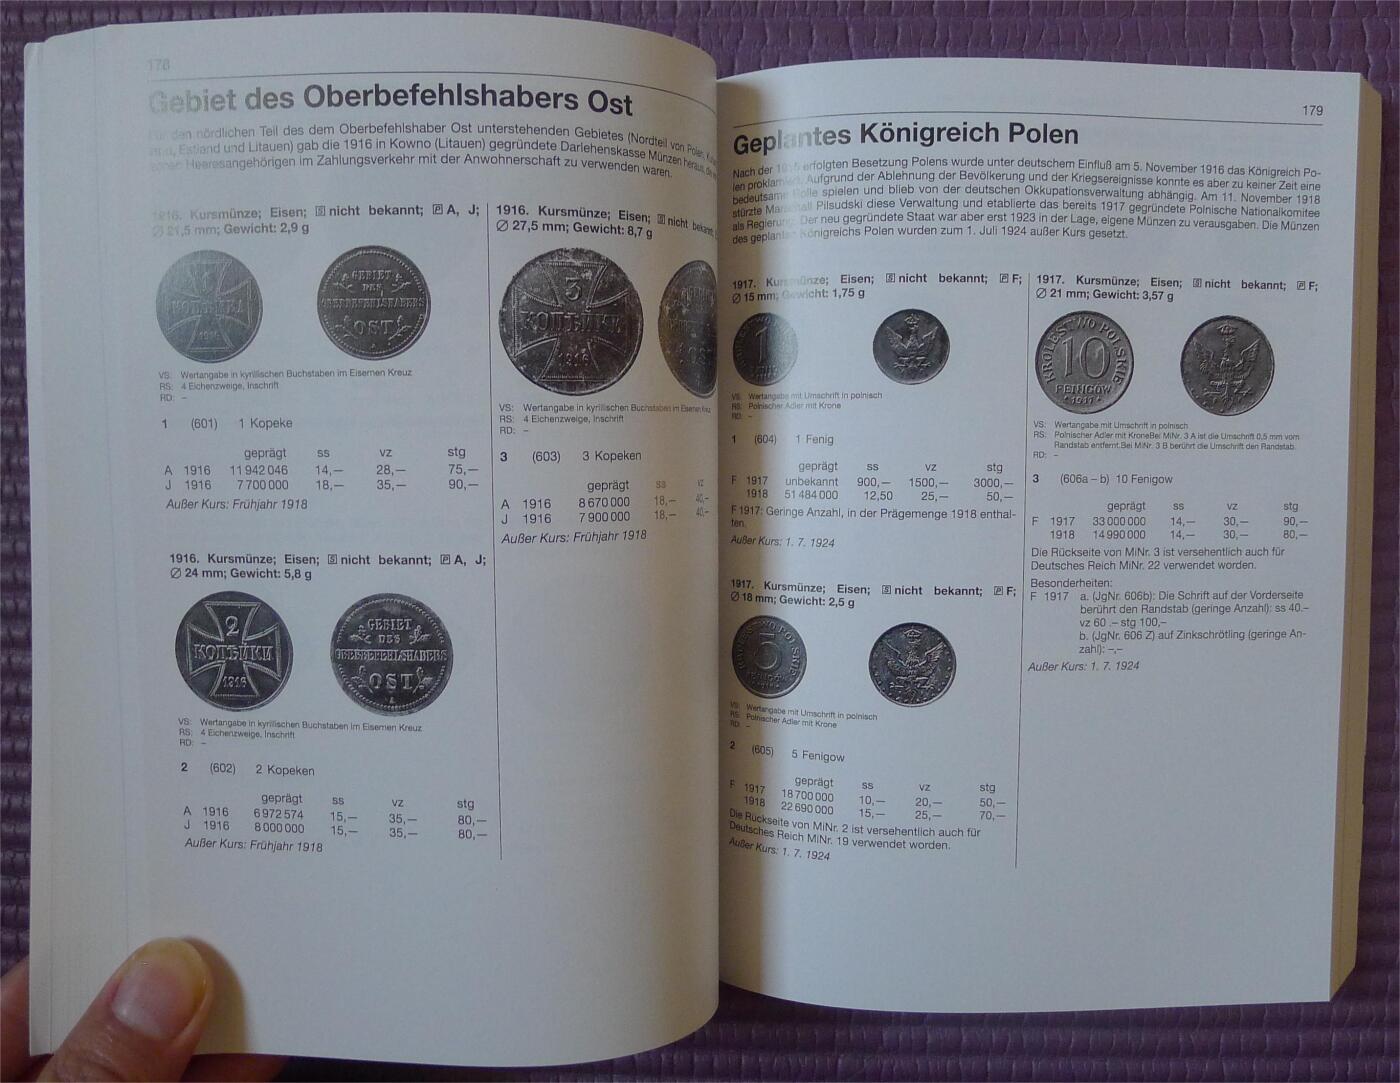 178
Gebiet des Oberbefehlshabers Ost
den nördlichen Teil des dem Oberbefehlshaber Ost unterstehenden Gebietes (Nordteil von Polen,
Estland und Litauen) gab die 1916 in Kowno (Litauen) gegründete Darlehenskasse Münzen heraus,
Heeresangehörigen im Zahlungsverkehr mit der Anwohnerschaft zu verwenden waren.
1916. Kursmünze; Eisen; S nicht bekannt; P A, J;
Ø 21,5 mm; Gewicht: 2,9 g
1 КОПѢЙКА 1916
GEBIET DES OBERBEFEHLSHABERS OST
VS: Wertangabe in kyrillischen Buchstaben im Eisernen Kreuz
RS: 4 Eichenzweige, Inschrift
RD: –
1 (601) 1 Kopeke
geprägt ss vz stg
A 1916 11 942 046 14,– 28,– 75,–
J 1916 7 700 000 18,– 35,– 90,–
Außer Kurs: Frühjahr 1918
1916. Kursmünze; Eisen; S nicht bekannt; P A, J;
Ø 24 mm; Gewicht: 5,8 g
2 КОПѢЙКИ 1916
GEBIET DES OBERBEFEHLSHABERS OST A
VS: Wertangabe in kyrillischen Buchstaben im Eisernen Kreuz
RS: 4 Eichenzweige, Inschrift
RD: –
2 (602) 2 Kopeken
geprägt ss vz stg
A 1916 6 972 574 15,– 35,– 80,–
J 1916 8 000 000 15,– 35,– 80,–
Außer Kurs: Frühjahr 1918
1916. Kursmünze; Eisen; S nicht bekannt;
Ø 27,5 mm; Gewicht: 8,7 g
3 КОПѢЙКИ 1916
VS: Wertangabe in kyrillischen Buchstaben im Eisernen Kreuz
RS: 4 Eichenzweige, Inschrift
RD: –
3 (603) 3 Kopeken
geprägt ss vz
A 1916 8 670 000 18,– 40,–
J 1916 7 900 000 18,– 40,–
Außer Kurs: Frühjahr 1918
179
Geplantes Königreich Polen
Nach der erfolgten Besetzung Polens wurde unter deutschem Einfluß am 5. November 1916 das Königreich Po-
len proklamiert. Aufgrund der Ablehnung der Bevölkerung und der Kriegsereignisse konnte es aber zu keiner Zeit eine
bedeutsame Rolle spielen und blieb von der deutschen Okkupationsverwaltung abhängig. Am 11. November 1918
stürzte Marschall Pilsudski diese Verwaltung und etablierte das bereits 1917 gegründete Polnische Nationalkomitee
als Regierung. Der neu gegründete Staat war aber erst 1923 in der Lage, eigene Münzen zu verausgaben. Die Münzen
des geplanten Königreichs Polen wurden zum 1. Juli 1924 außer Kurs gesetzt.
1917. Kursmünze; Eisen; S nicht bekannt; P F;
Ø 15 mm; Gewicht: 1,75 g
1
VS: Wertangabe mit Umschrift in polnisch
RS: Polnischer Adler mit Krone
RD: –
1 (604) 1 Fenig
geprägt ss vz stg
F 1917 unbekannt 900,– 1500,– 3000,–
1918 51 484 000 12,50 25,– 50,–
F 1917: Geringe Anzahl, in der Prägemenge 1918 enthal-
ten.
Außer Kurs: 1. 7. 1924
1917. Kursmünze; Eisen; S nicht bekannt; P F;
Ø 18 mm; Gewicht: 2,5 g
5
VS: Wertangabe mit Umschrift in polnisch
RS: Polnischer Adler mit Krone
RD: –
2 (605) 5 Fenigow
geprägt ss vz stg
F 1917 18 700 000 10,– 20,– 50,–
1918 22 690 000 15,– 25,– 70,–
Die Rückseite von MiNr. 2 ist versehentlich auch für
Deutsches Reich MiNr. 19 verwendet worden.
Außer Kurs: 1. 7. 1924
1917. Kursmünze; Eisen; S nicht bekannt; P F;
Ø 21 mm; Gewicht: 3,57 g
KROLESTWO POLSKIE 10 FENIGOW 1917
VS: Wertangabe mit Umschrift in polnisch
RS: Polnischer Adler mit KroneBei MiNr. 3 A ist die Umschrift 0,5 mm vom
Randstab entfernt.Bei MiNr. 3 B berührt die Umschrift den Randstab.
RD: –
3 (606a – b) 10 Fenigow
geprägt ss vz stg
F 1917 33 000 000 14,– 30,– 90,–
1918 14 990 000 14,– 30,– 80,–
Die Rückseite von MiNr. 3 ist versehentlich auch für
Deutsches Reich MiNr. 22 verwendet worden.
Besonderheiten:
F 1917 a. (JgNr. 606b): Die Schrift auf der Vorderseite
berührt den Randstab (geringe Anzahl): ss 40.–
vz 60 .– stg 100,–
b. (JgNr. 606 Z) auf Zinkschrötling (geringe An-
zahl): –,–
Außer Kurs: 1. 7. 1924